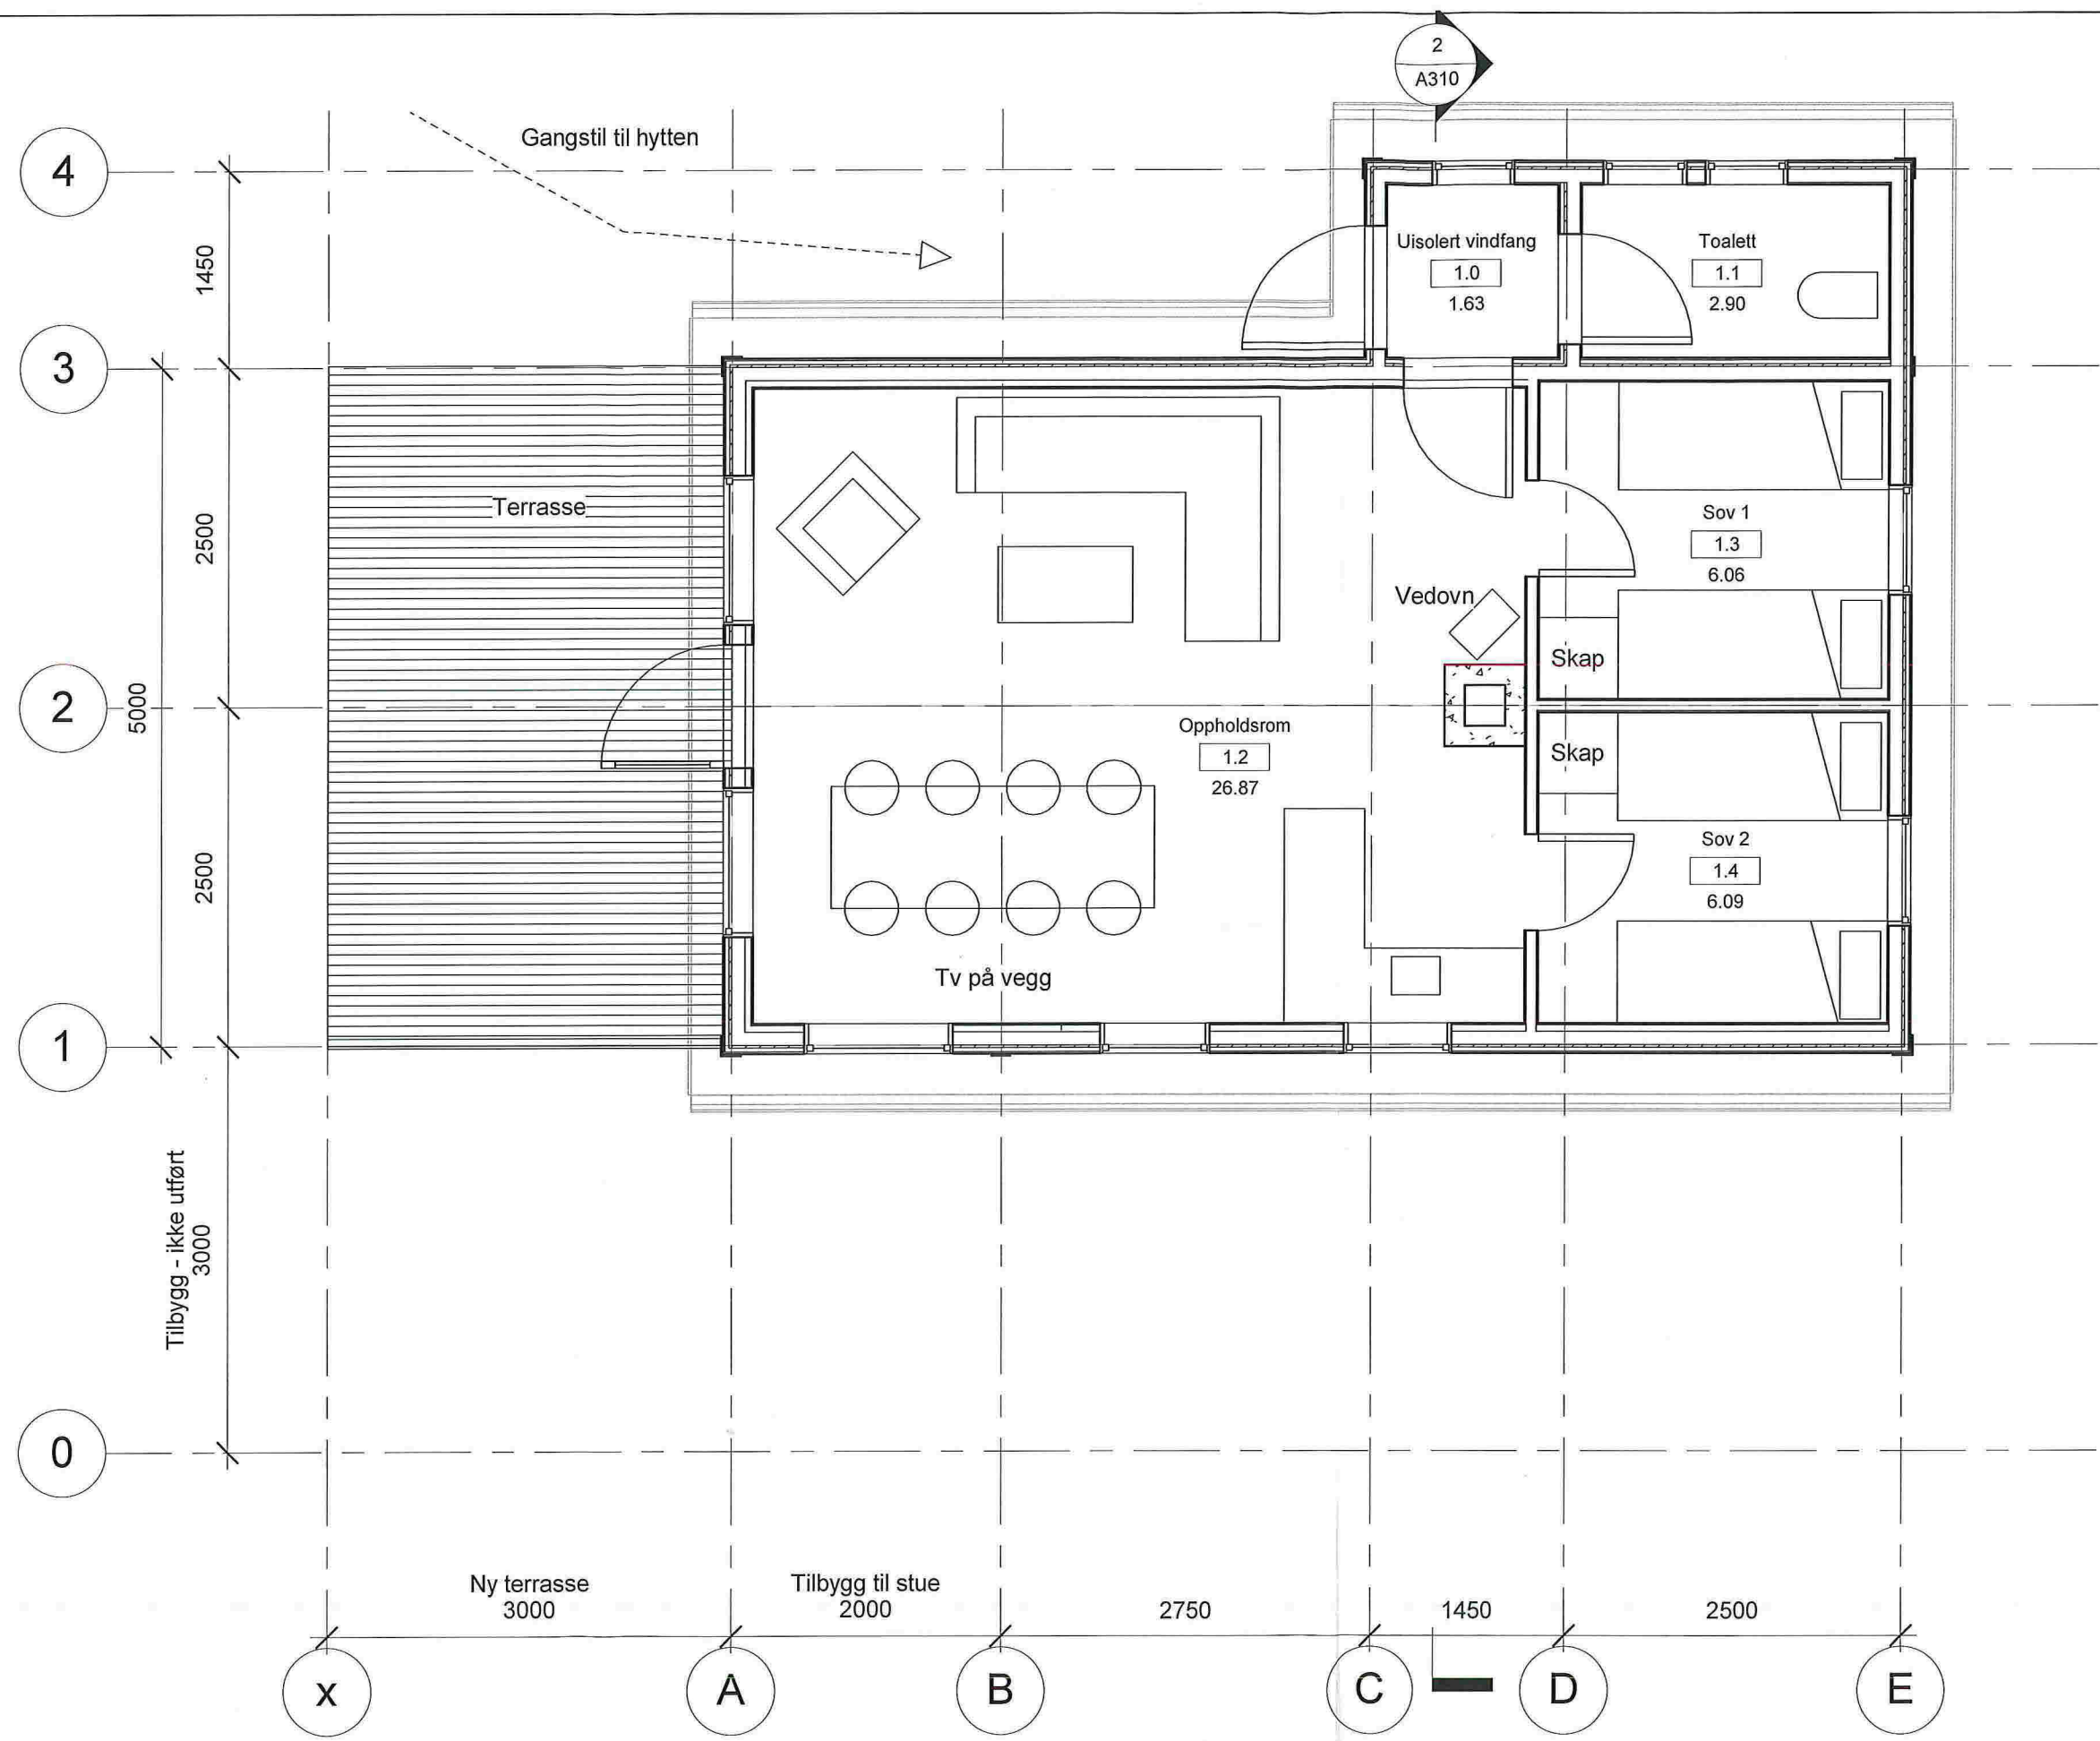 2
A310
Gangstil til hytten
4
1450
Uisolert vindfang
1.0
1.63
Toalett
1.1
2.90
3
2500
Terrasse
Sov 1
1.3
6.06
Vedovn
Skap
2
5000
Oppholdsrom
1.2
26.87
Skap
Sov 2
1.4
6.09
2500
Tv på vegg
1
Tilbygg - ikke utført
3000
0
Ny terrasse
3000
Tilbygg til stue
2000
2750
1450
2500
x
A
B
C
D
E